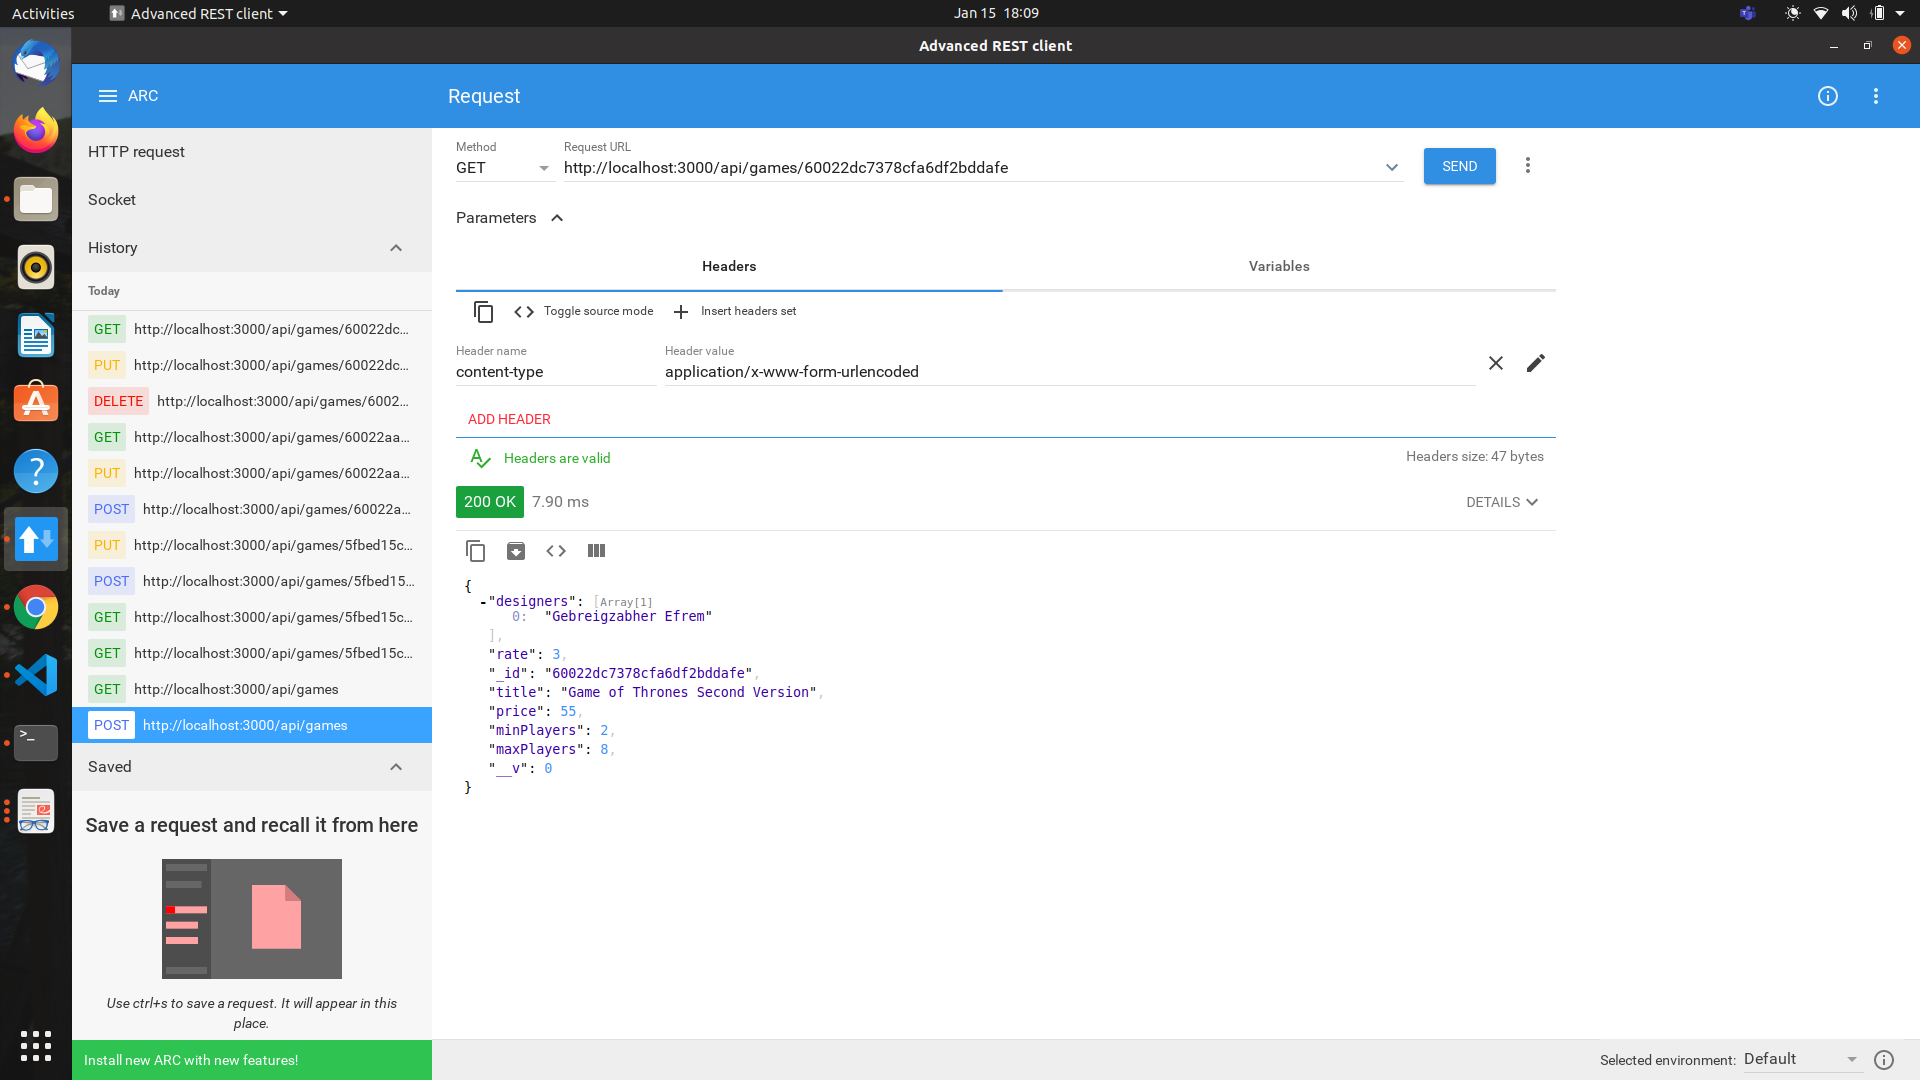 Activities
Advanced REST client
Jan 15 18:09
Advanced REST client
ARC
Request
HTTP request
Socket
History
Today
GET http://localhost:3000/api/games/60022dc...
PUT http://localhost:3000/api/games/60022dc...
DELETE http://localhost:3000/api/games/6002...
GET http://localhost:3000/api/games/60022aa...
PUT http://localhost:3000/api/games/60022aa...
POST http://localhost:3000/api/games/60022a...
PUT http://localhost:3000/api/games/5fbed15c...
POST http://localhost:3000/api/games/5fbed15...
GET http://localhost:3000/api/games/5fbed15c...
GET http://localhost:3000/api/games/5fbed15c...
GET http://localhost:3000/api/games
POST http://localhost:3000/api/games
Saved
Save a request and recall it from here
Use ctrl+s to save a request. It will appear in this
place.
Install new ARC with new features!
Method
GET
Request URL
http://localhost:3000/api/games/60022dc7378cfa6df2bddafe
SEND
Parameters
Headers
Variables
Toggle source mode
Insert headers set
Header name
content-type
Header value
application/x-www-form-urlencoded
ADD HEADER
Headers are valid
Headers size: 47 bytes
200 OK 7.90 ms
DETAILS
{
-"designers": [Array[1]
0: "Gebreigzabher Efrem"
],
"rate": 3,
"_id": "60022dc7378cfa6df2bddafe",
"title": "Game of Thrones Second Version",
"price": 55,
"minPlayers": 2,
"maxPlayers": 8,
"__v": 0
}
Selected environment: Default